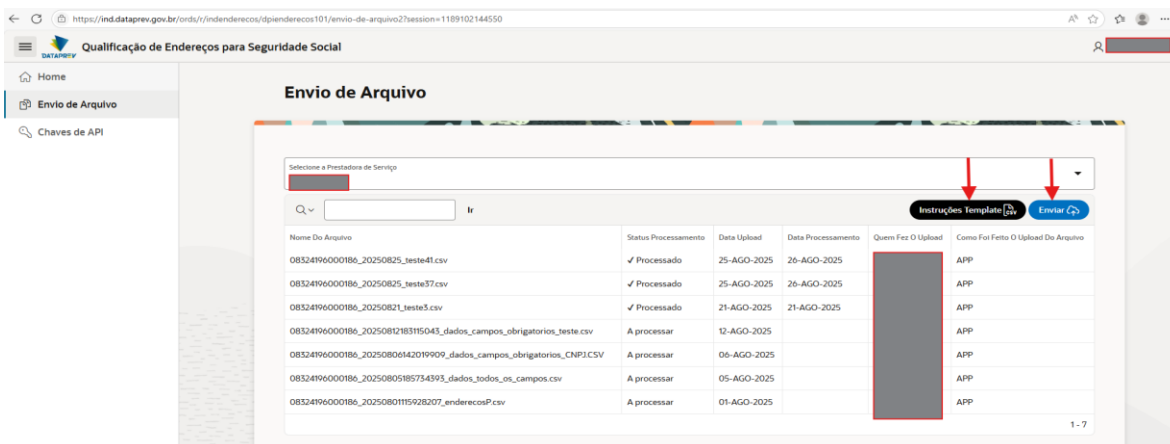 https://ind.dataprev.gov.br/ords/r/indenderecos/dpienderecos101/envio-de-arquivo2?session=1189102144550
DATAPREV Qualificação de Endereços para Seguridade Social
Home
Envio de Arquivo
Chaves de API
Envio de Arquivo
Selecione a Prestadora de Serviço
Ir
Instruções Template CSV Enviar
Nome Do Arquivo Status Processamento Data Upload Data Processamento Quem Fez O Upload Como Foi Feito O Upload Do Arquivo
08324196000186_20250825_teste41.csv ✓ Processado 25-AGO-2025 26-AGO-2025 APP
08324196000186_20250825_teste37.csv ✓ Processado 25-AGO-2025 26-AGO-2025 APP
08324196000186_20250821_teste3.csv ✓ Processado 21-AGO-2025 21-AGO-2025 APP
08324196000186_20250812183115043_dados_campos_obrigatorios_teste.csv A processar 12-AGO-2025 APP
08324196000186_20250806142019909_dados_campos_obrigatorios_CNPJ.CSV A processar 06-AGO-2025 APP
08324196000186_20250805185734393_dados_todos_os_campos.csv A processar 05-AGO-2025 APP
08324196000186_20250801115928207_enderecosP.csv A processar 01-AGO-2025 APP
1 - 7